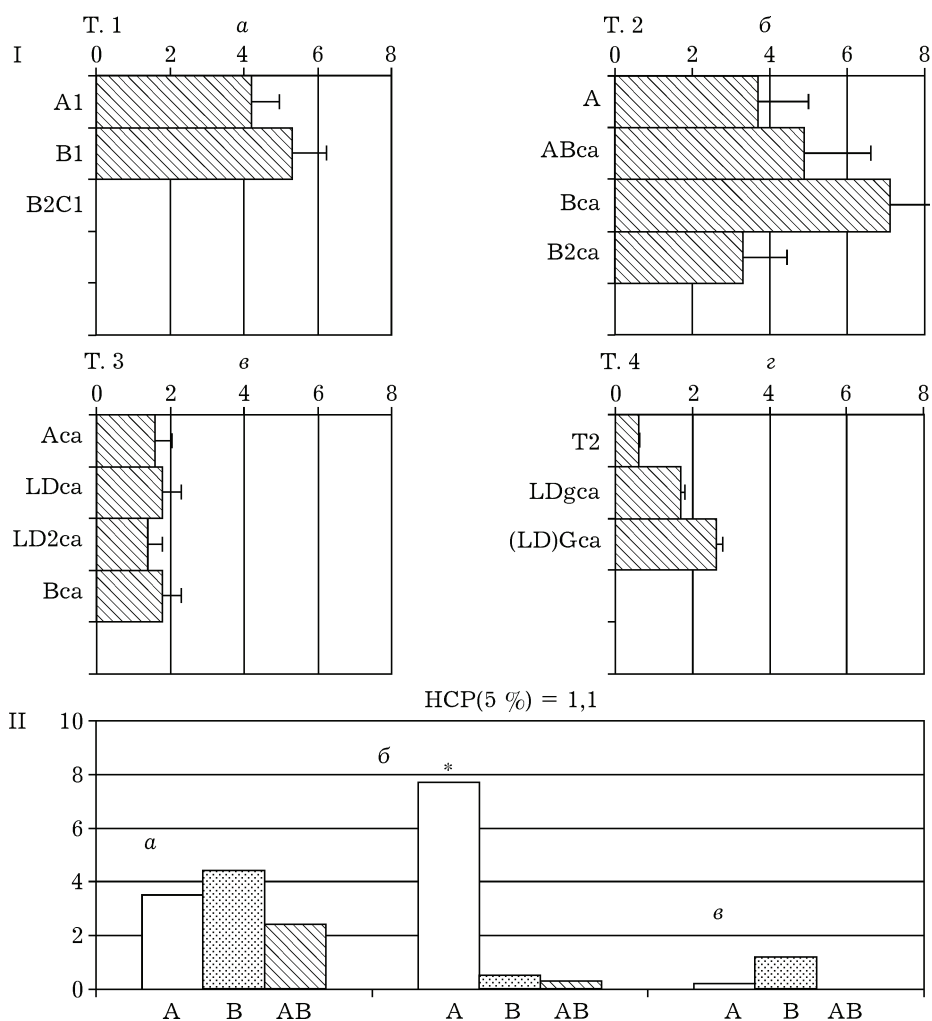 Т. 1 а
I 0 2 4 6 8
A1
B1
B2C1
Т. 2 б
0 2 4 6 8
A
ABca
Bca
B2ca
Т. 3 в
0 2 4 6 8
Aca
LDca
LD2ca
Bca
Т. 4 г
0 2 4 6 8
T2
LDgca
(LD)Gca
НСР(5 %) = 1,1
II
10
8
6
4
2
0
а
б
*
в
A B AB A B AB A B AB